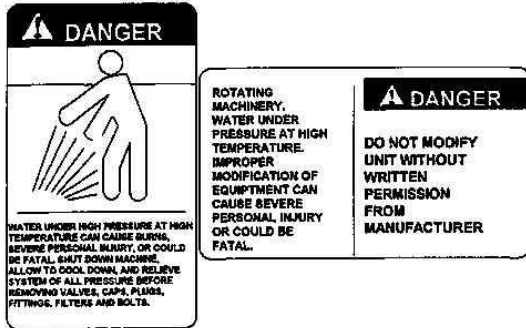 DANGER
WATER UNDER HIGH PRESSURE AT HIGH
TEMPERATURE CAN CAUSE BURNS,
SEVERE PERSONAL INJURY, OR COULD
BE FATAL. SHUT DOWN MACHINE,
ALLOW TO COOL DOWN, AND RELIEVE
SYSTEM OF ALL PRESSURE BEFORE
REMOVING VALVES, CAPS, PLUGS,
FITTINGS, FILTERS AND BOLTS.
ROTATING
MACHINERY.
WATER UNDER
PRESSURE AT HIGH
TEMPERATURE.
IMPROPER
MODIFICATION OF
EQUIPTMENT CAN
CAUSE SEVERE
PERSONAL INJURY
OR COULD BE
FATAL.
DANGER
DO NOT MODIFY
UNIT WITHOUT
WRITTEN
PERMISSION
FROM
MANUFACTURER